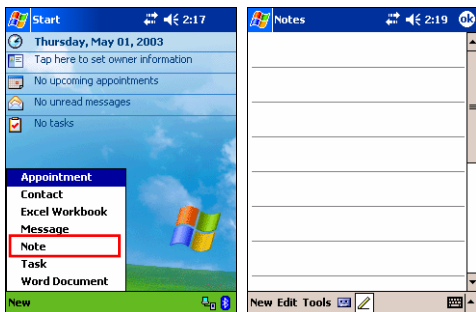 Start 2:17
Thursday, May 01, 2003
Tap here to set owner information
No upcoming appointments
No unread messages
No tasks
Appointment
Contact
Excel Workbook
Message
Note
Task
Word Document
New
Notes 2:19 ok
New Edit Tools